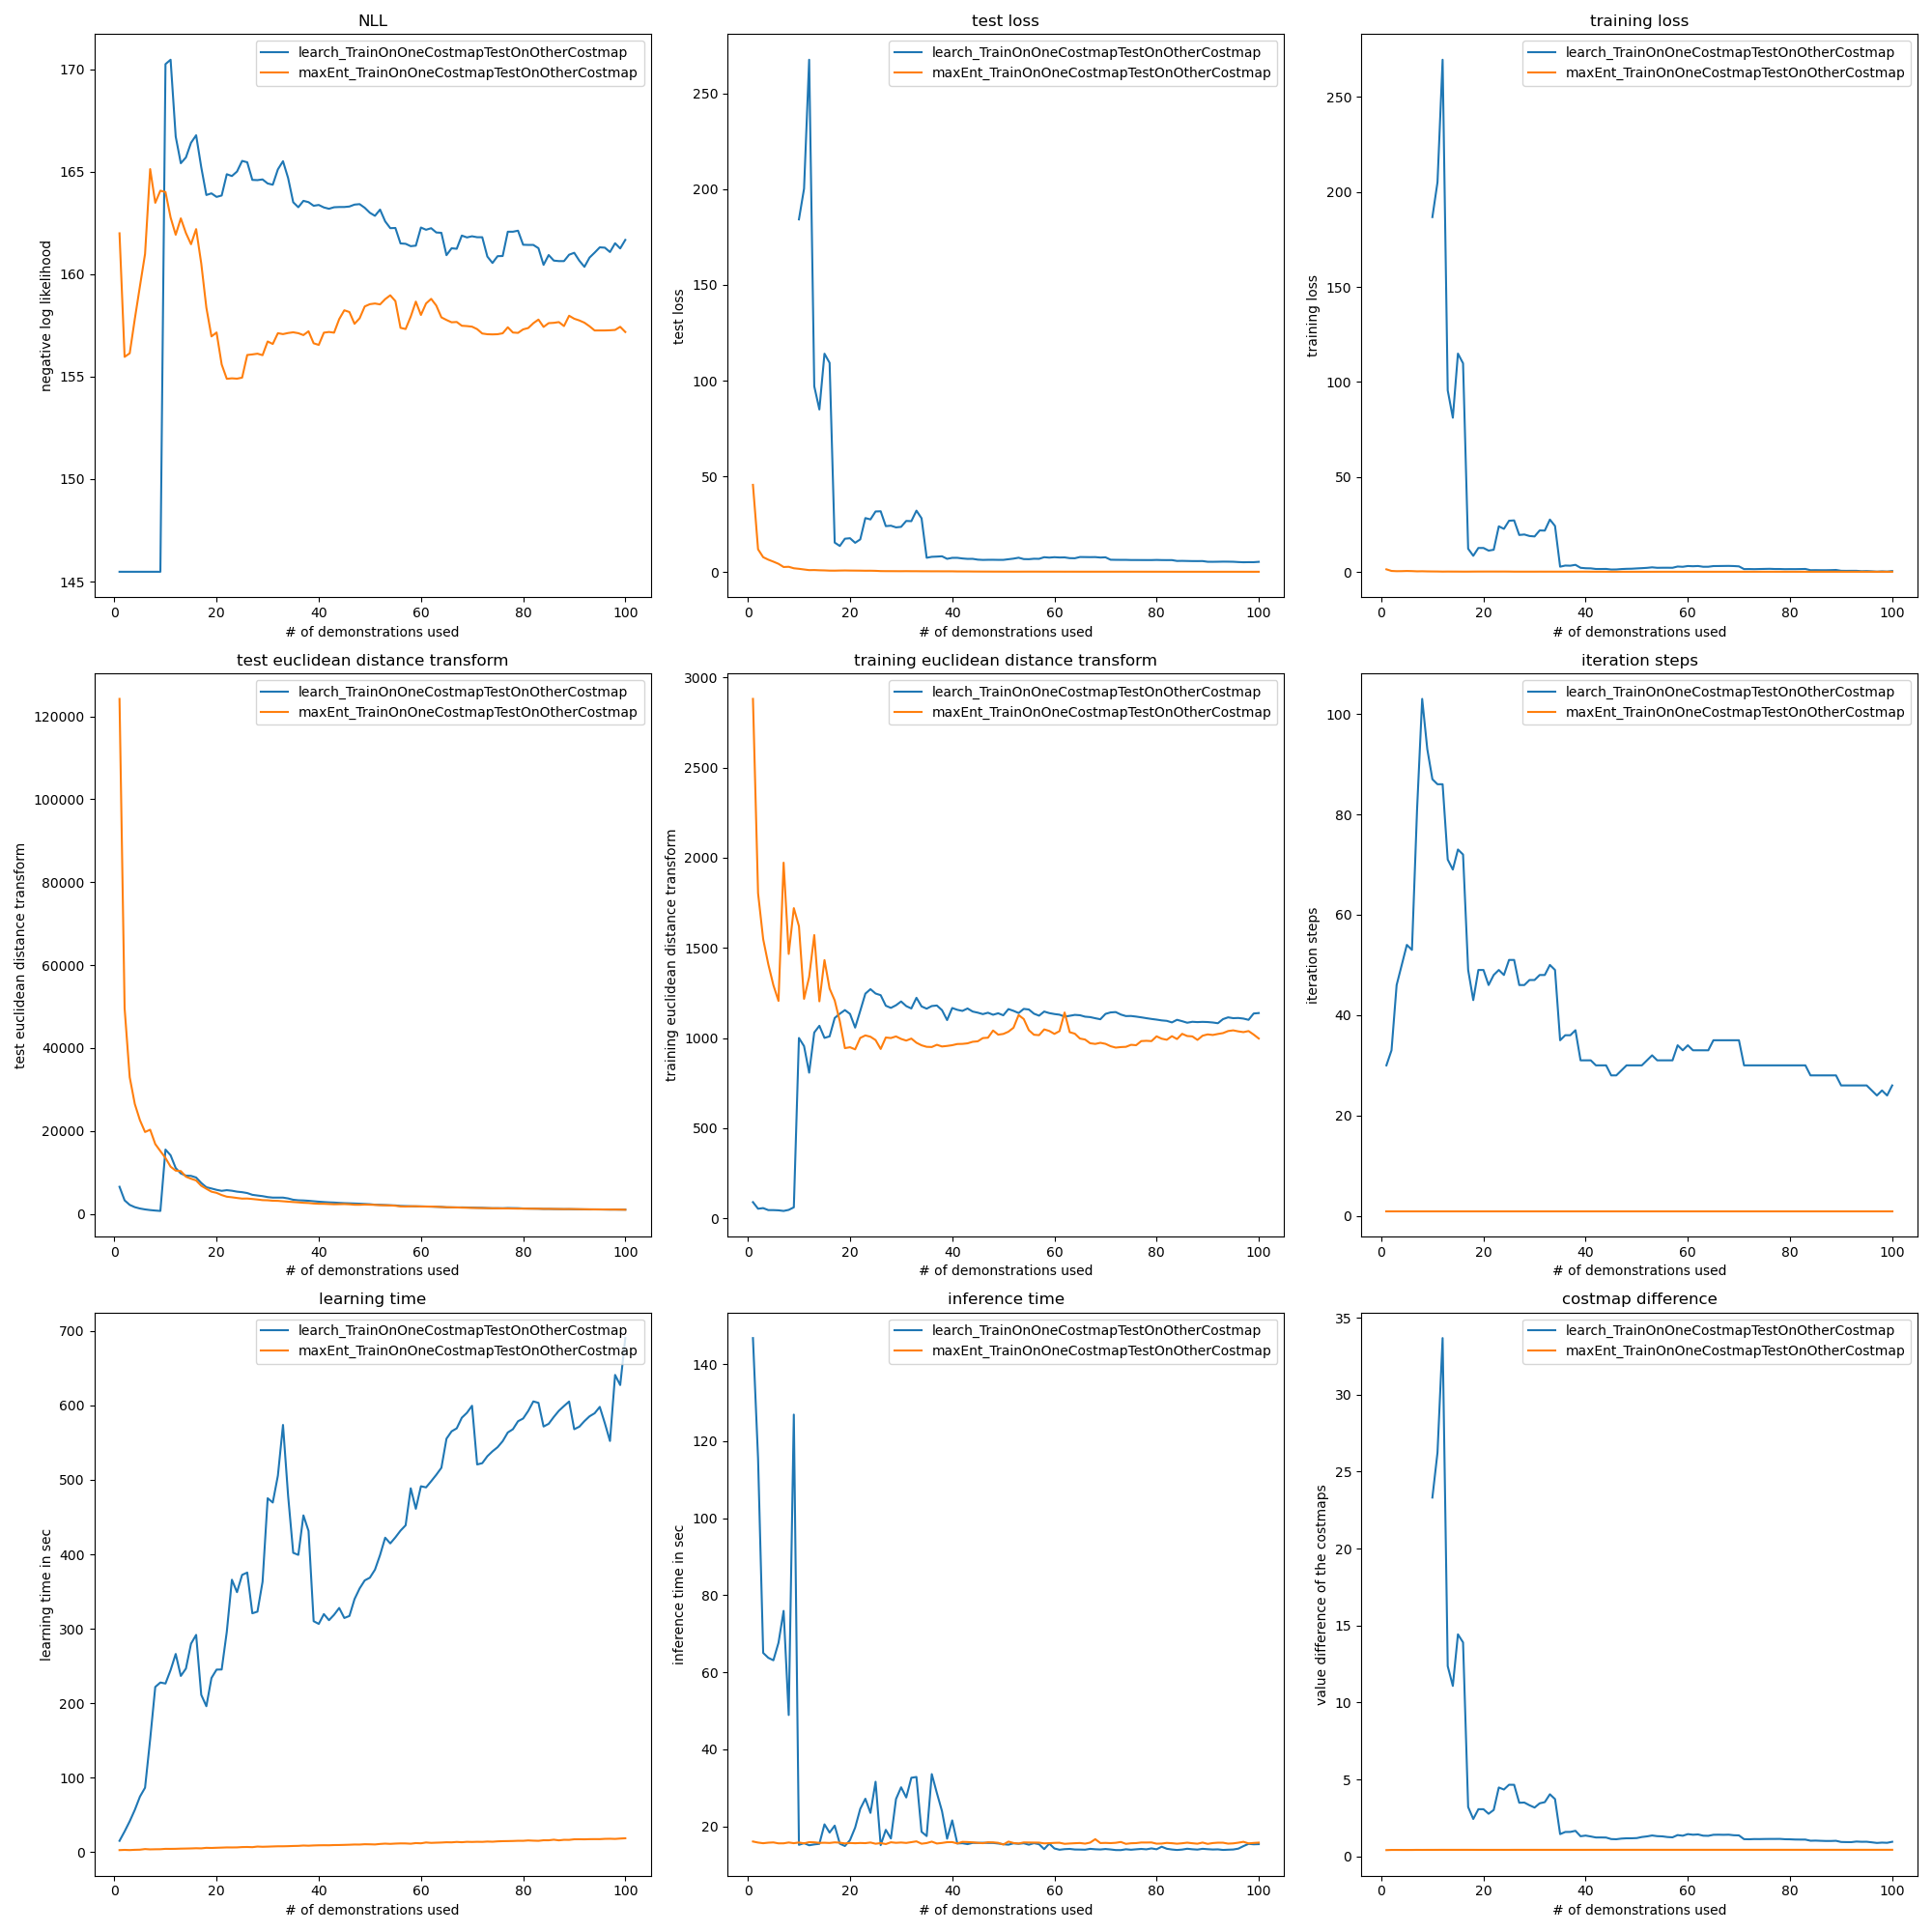 NLL
learch_TrainOnOneCostmapTestOnOtherCostmap
maxEnt_TrainOnOneCostmapTestOnOtherCostmap
negative log likelihood
170
165
160
155
150
145
0 20 40 60 80 100
# of demonstrations used
test loss
learch_TrainOnOneCostmapTestOnOtherCostmap
maxEnt_TrainOnOneCostmapTestOnOtherCostmap
test loss
250
200
150
100
50
0
0 20 40 60 80 100
# of demonstrations used
training loss
learch_TrainOnOneCostmapTestOnOtherCostmap
maxEnt_TrainOnOneCostmapTestOnOtherCostmap
training loss
250
200
150
100
50
0
0 20 40 60 80 100
# of demonstrations used
test euclidean distance transform
learch_TrainOnOneCostmapTestOnOtherCostmap
maxEnt_TrainOnOneCostmapTestOnOtherCostmap
test euclidean distance transform
120000
100000
80000
60000
40000
20000
0
0 20 40 60 80 100
# of demonstrations used
training euclidean distance transform
learch_TrainOnOneCostmapTestOnOtherCostmap
maxEnt_TrainOnOneCostmapTestOnOtherCostmap
training euclidean distance transform
3000
2500
2000
1500
1000
500
0
0 20 40 60 80 100
# of demonstrations used
iteration steps
learch_TrainOnOneCostmapTestOnOtherCostmap
maxEnt_TrainOnOneCostmapTestOnOtherCostmap
iteration steps
100
80
60
40
20
0
0 20 40 60 80 100
# of demonstrations used
learning time
learch_TrainOnOneCostmapTestOnOtherCostmap
maxEnt_TrainOnOneCostmapTestOnOtherCostmap
learning time in sec
700
600
500
400
300
200
100
0
0 20 40 60 80 100
# of demonstrations used
inference time
learch_TrainOnOneCostmapTestOnOtherCostmap
maxEnt_TrainOnOneCostmapTestOnOtherCostmap
inference time in sec
140
120
100
80
60
40
20
0 20 40 60 80 100
# of demonstrations used
costmap difference
learch_TrainOnOneCostmapTestOnOtherCostmap
maxEnt_TrainOnOneCostmapTestOnOtherCostmap
value difference of the costmaps
35
30
25
20
15
10
5
0
0 20 40 60 80 100
# of demonstrations used